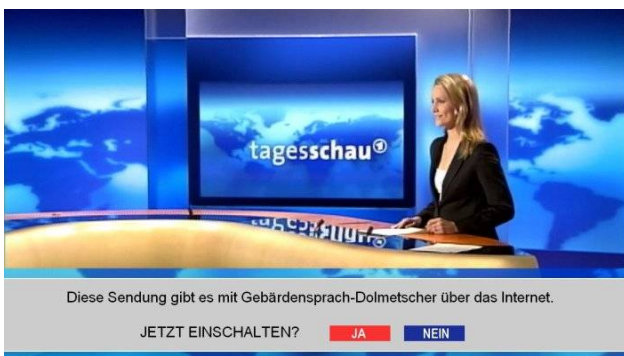 tagesschau
Diese Sendung gibt es mit Gebärdensprach-Dolmetscher über das Internet.
JETZT EINSCHALTEN? JA NEIN